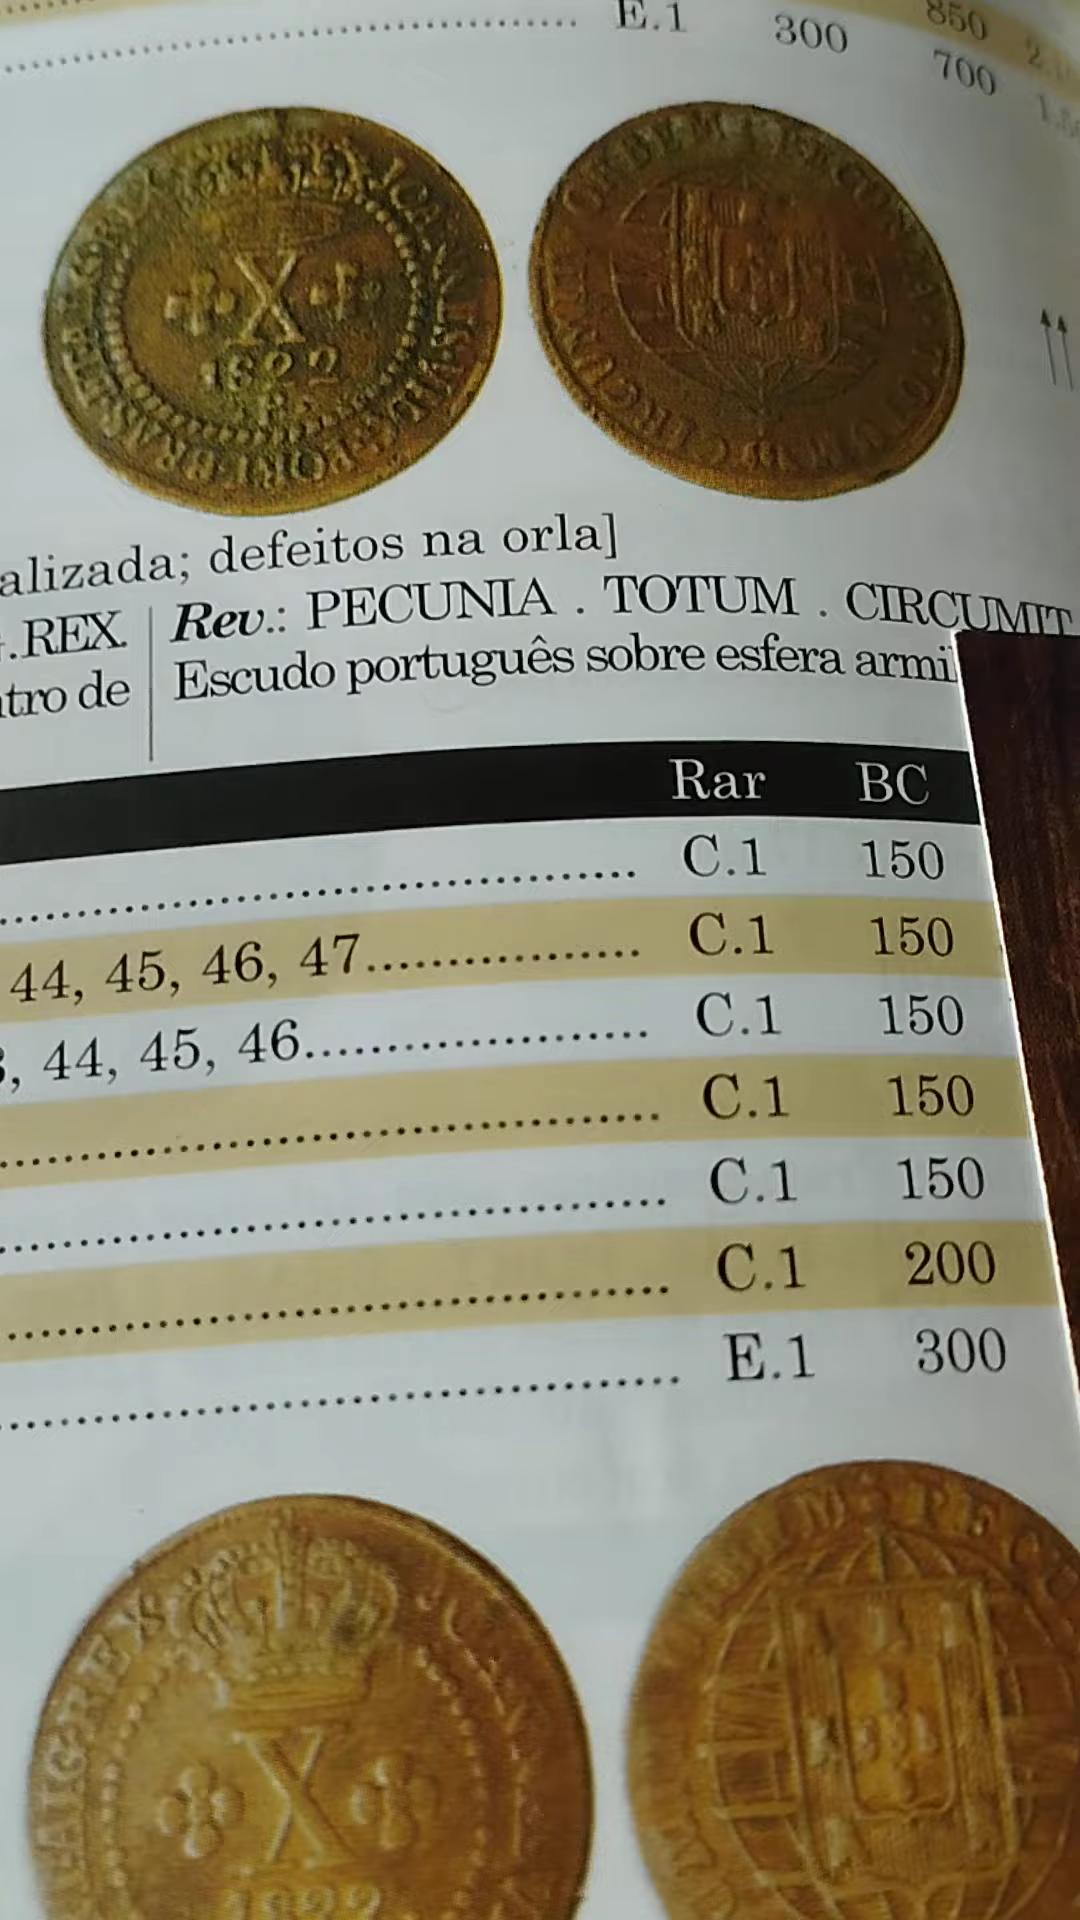 E.1 300 700
850
X
1822
alizada; defeitos na orla]
.REX
Rev.: PECUNIA . TOTUM . CIRCUMIT
tro de
Escudo português sobre esfera armi
Rar BC
C.1 150
44, 45, 46, 47 C.1 150
, 44, 45, 46 C.1 150
C.1 150
C.1 150
C.1 200
E.1 300
X